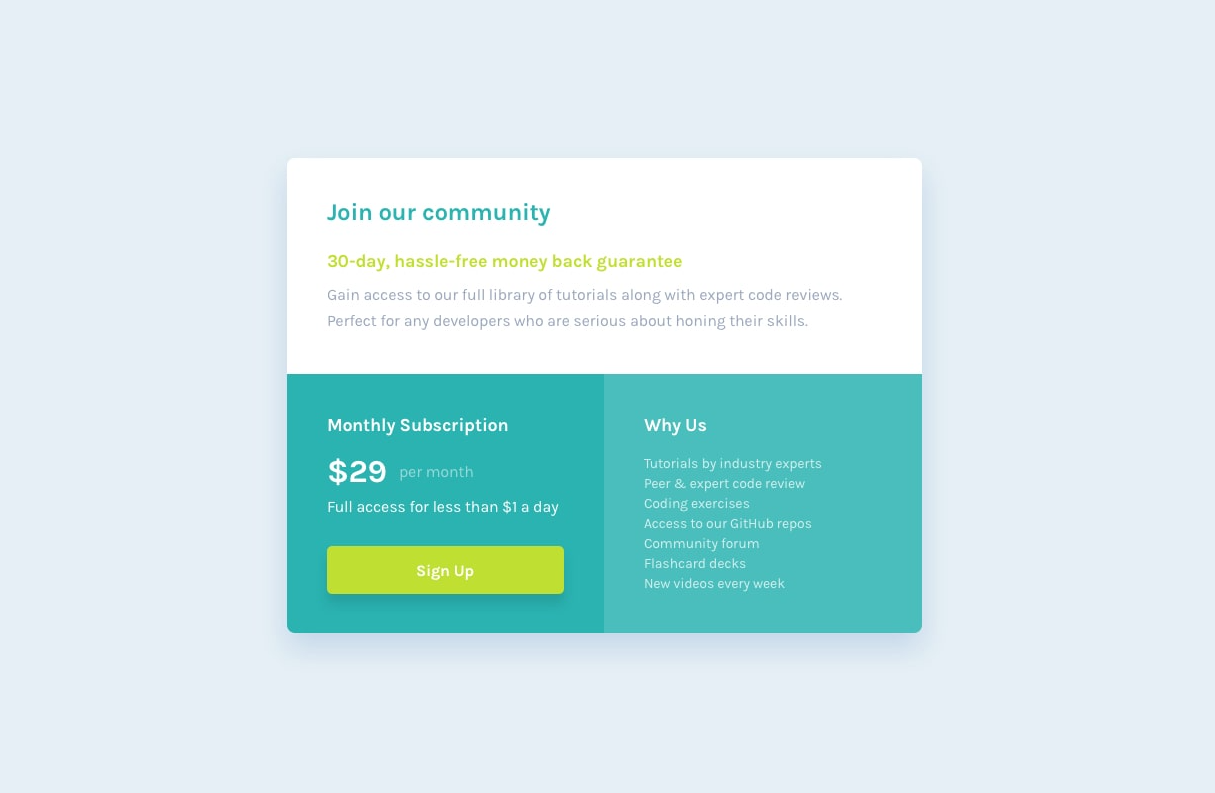 Join our community
30-day, hassle-free money back guarantee
Gain access to our full library of tutorials along with expert code reviews.
Perfect for any developers who are serious about honing their skills.
Monthly Subscription
$29 per month
Full access for less than $1 a day
Sign Up
Why Us
Tutorials by industry experts
Peer & expert code review
Coding exercises
Access to our GitHub repos
Community forum
Flashcard decks
New videos every week